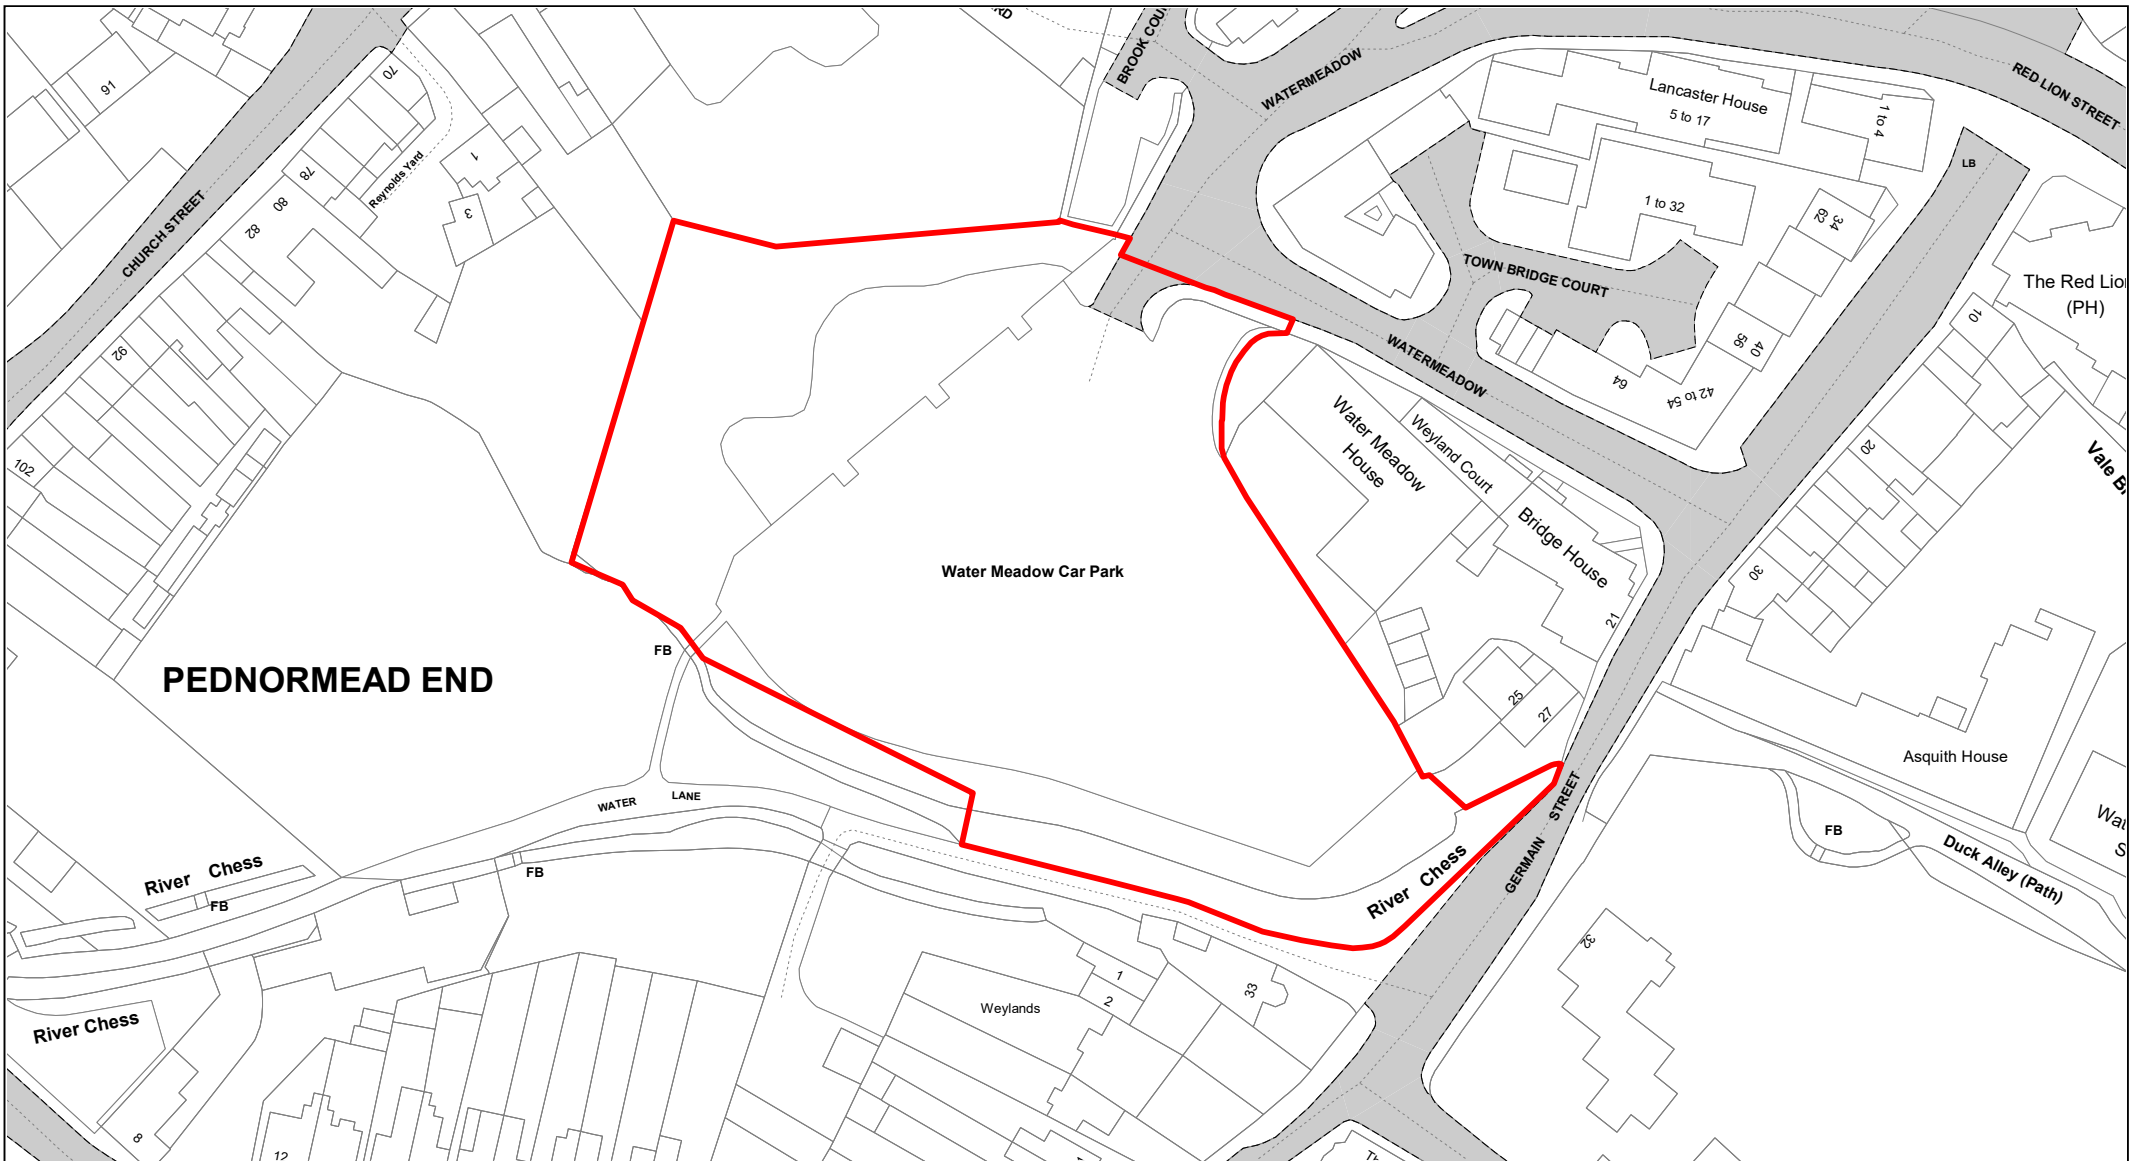 91
70
CHURCH STREET
78
80
82
Reynolds Yard
1
3
92
102
WATERMEADOW
RED LION STREET
Lancaster House
5 to 17
1 to 4
LB
1 to 32
34
62
TOWN BRIDGE COURT
The Red
(PH)
10
40
56
64
42 to 54
WATERMEADOW
Water Meadow
House
Weyland Court
Bridge House
20
30
21
Water Meadow Car Park
PEDNORMEAD END
FB
25
27
Asquith House
WATER LANE
GERMAIN STREET
River Chess
FB
FB
River Chess
FB
Duck Alley (Path)
32
33
1
2
Weylands
River Chess
8
12